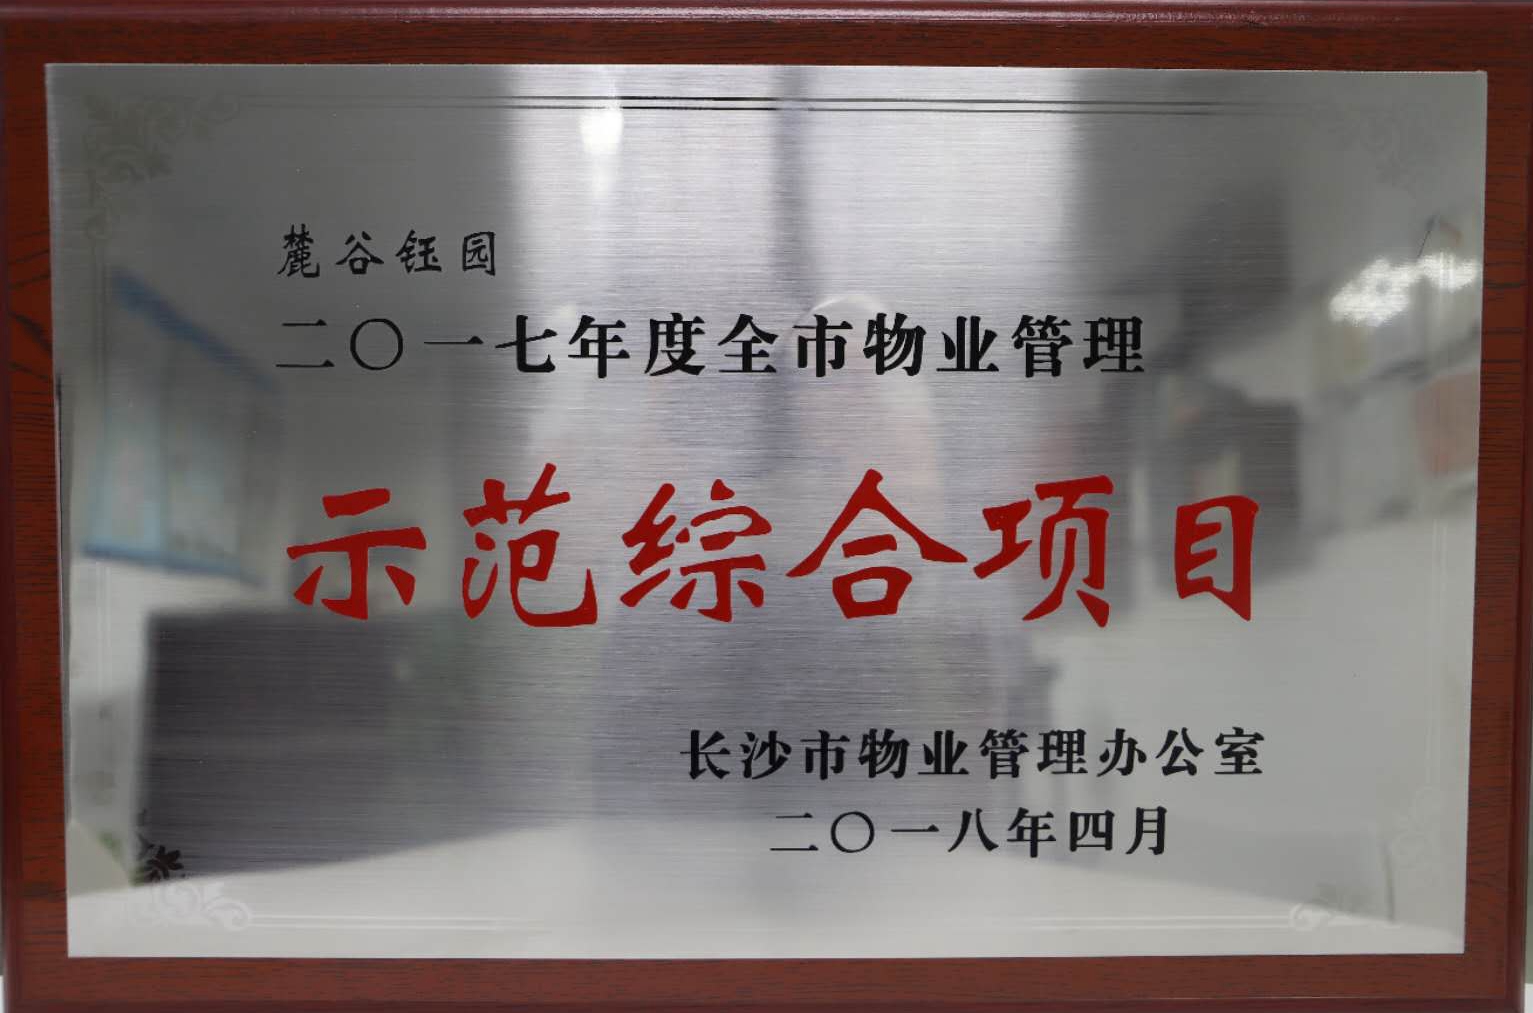 麓谷钰园
二〇一七年度全市物业管理
示范综合项目
长沙市物业管理办公室
二〇一八年四月